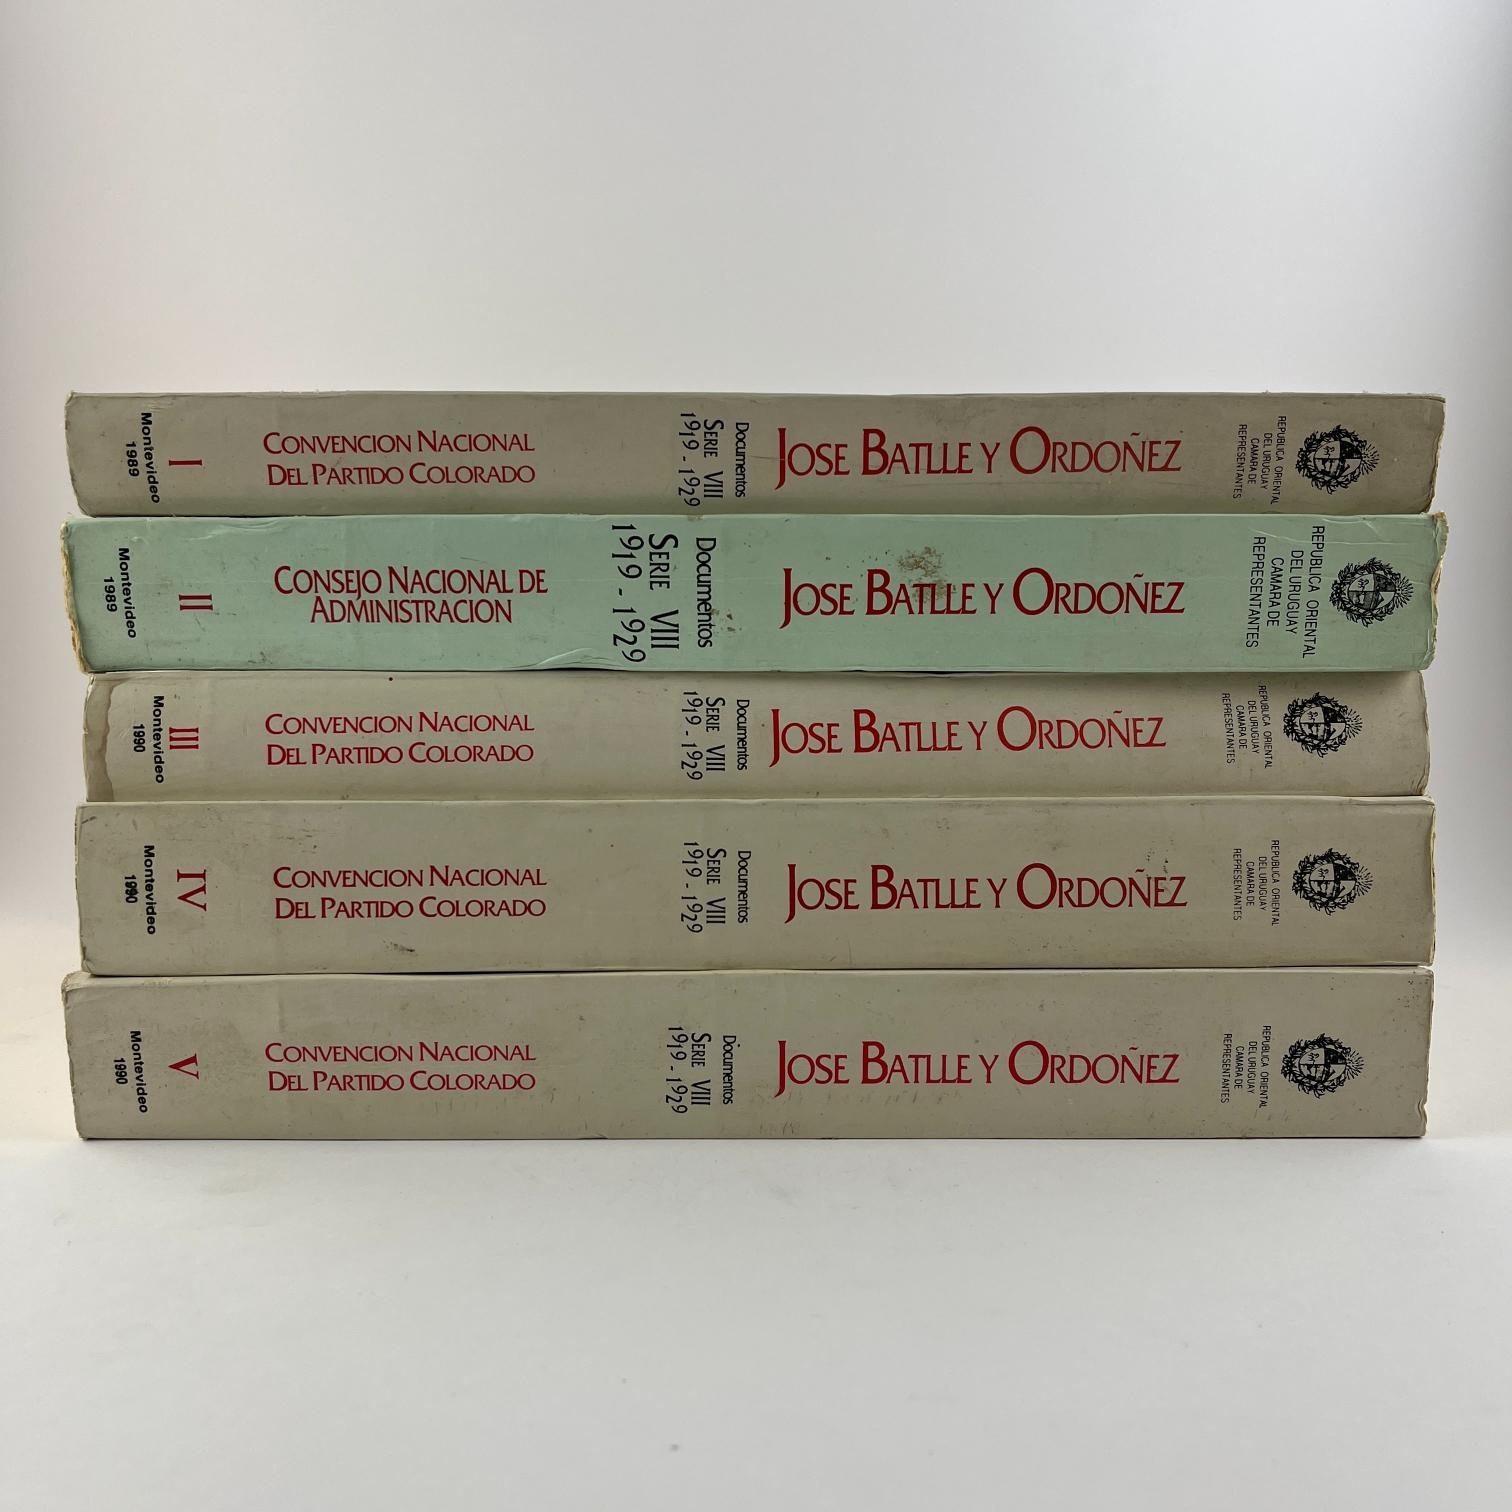 I
Montevideo
1989
CONVENCION NACIONAL
DEL PARTIDO COLORADO
Documentos
SERIE VIII
1919 - 1929
JOSE BATLLE Y ORDOÑEZ
REPUBLICA ORIENTAL
DEL URUGUAY
CAMARA DE
REPRESENTANTES
II
Montevideo
1989
CONSEJO NACIONAL DE
ADMINISTRACION
Documentos
SERIE VIII
1919 - 1929
JOSE BATLLE Y ORDOÑEZ
REPUBLICA ORIENTAL
DEL URUGUAY
CAMARA DE
REPRESENTANTES
III
Montevideo
1990
CONVENCION NACIONAL
DEL PARTIDO COLORADO
Documentos
SERIE VIII
1919 - 1929
JOSE BATLLE Y ORDOÑEZ
REPUBLICA ORIENTAL
DEL URUGUAY
CAMARA DE
REPRESENTANTES
IV
Montevideo
1990
CONVENCION NACIONAL
DEL PARTIDO COLORADO
Documentos
SERIE VIII
1919 - 1929
JOSE BATLLE Y ORDOÑEZ
REPUBLICA ORIENTAL
DEL URUGUAY
CAMARA DE
REPRESENTANTES
V
Montevideo
1990
CONVENCION NACIONAL
DEL PARTIDO COLORADO
Documentos
SERIE VIII
1919 - 1929
JOSE BATLLE Y ORDOÑEZ
REPUBLICA ORIENTAL
DEL URUGUAY
CAMARA DE
REPRESENTANTES